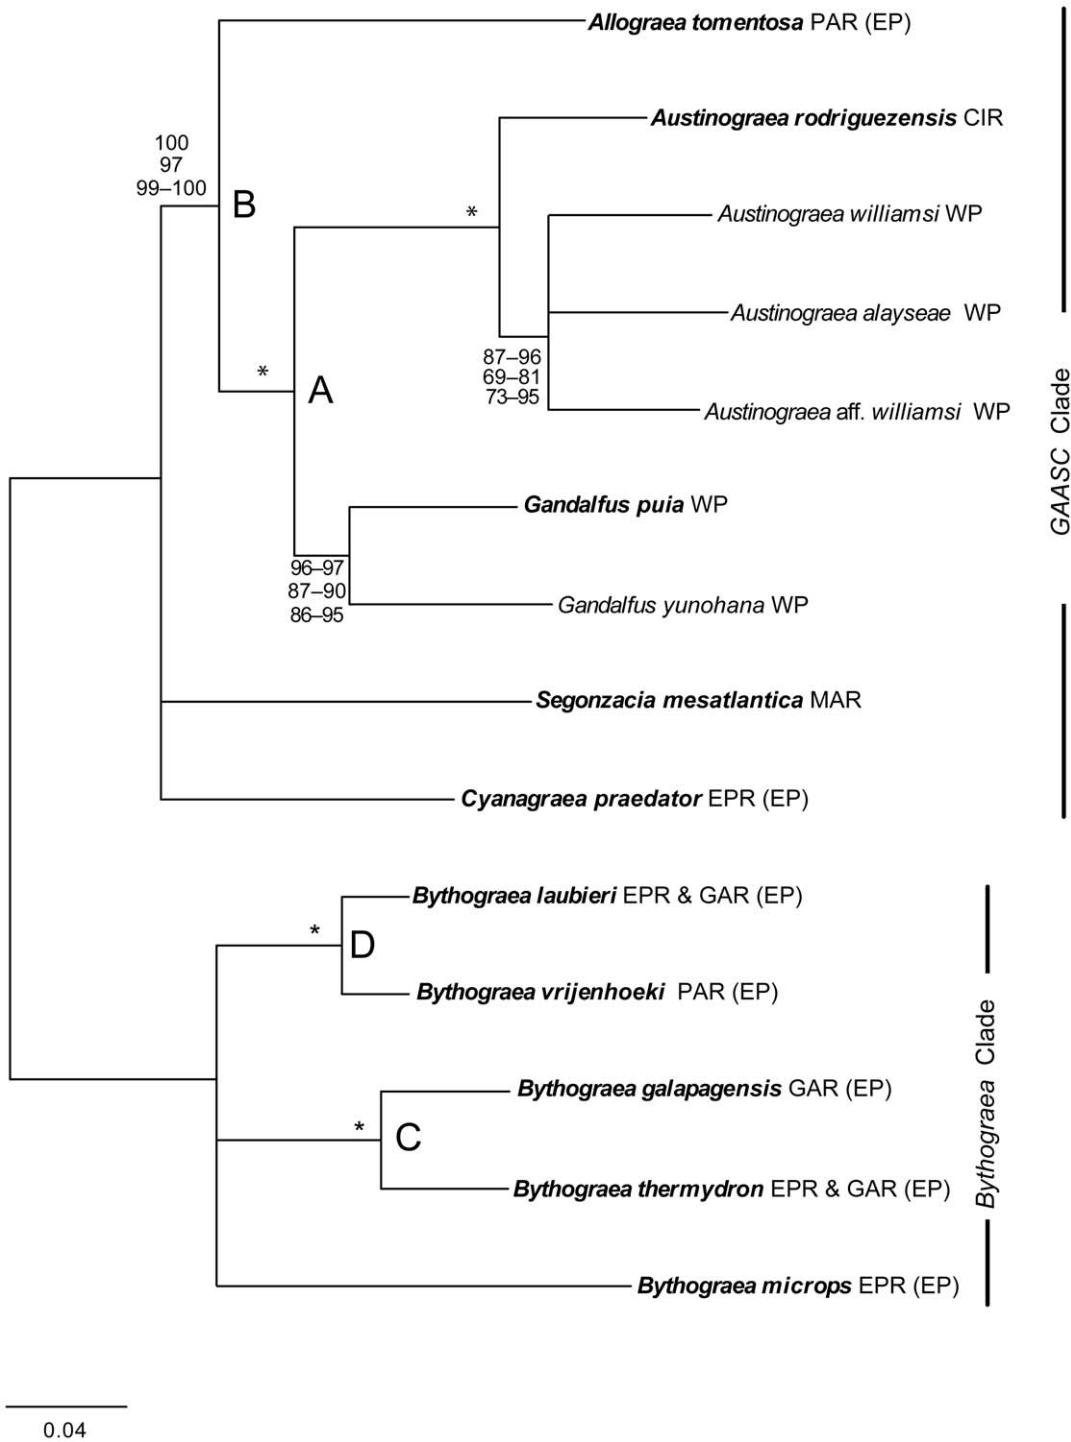 Allograea tomentosa PAR (EP)
Austinograea rodriguezensis CIR
100
97
99–100
B
*
Austinograea williamsi WP
Austinograea alayseae WP
87–96
69–81
73–95
*
A
Austinograea aff. williamsi WP
GAASC Clade
Gandalfus puia WP
96–97
87–90
86–95
Gandalfus yunohana WP
Segonzacia mesatlantica MAR
Cyanagraea praedator EPR (EP)
Bythograea laubieri EPR & GAR (EP)
*
D
Bythograea vrijenhoeki PAR (EP)
Bythograea Clade
Bythograea galapagensis GAR (EP)
*
C
Bythograea thermydron EPR & GAR (EP)
Bythograea microps EPR (EP)
0.04